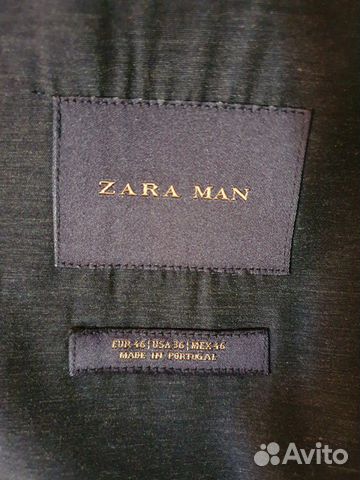 ZARA MAN
EUR 46 | USA 36 | MEX 46
MADE IN PORTUGAL
Avito